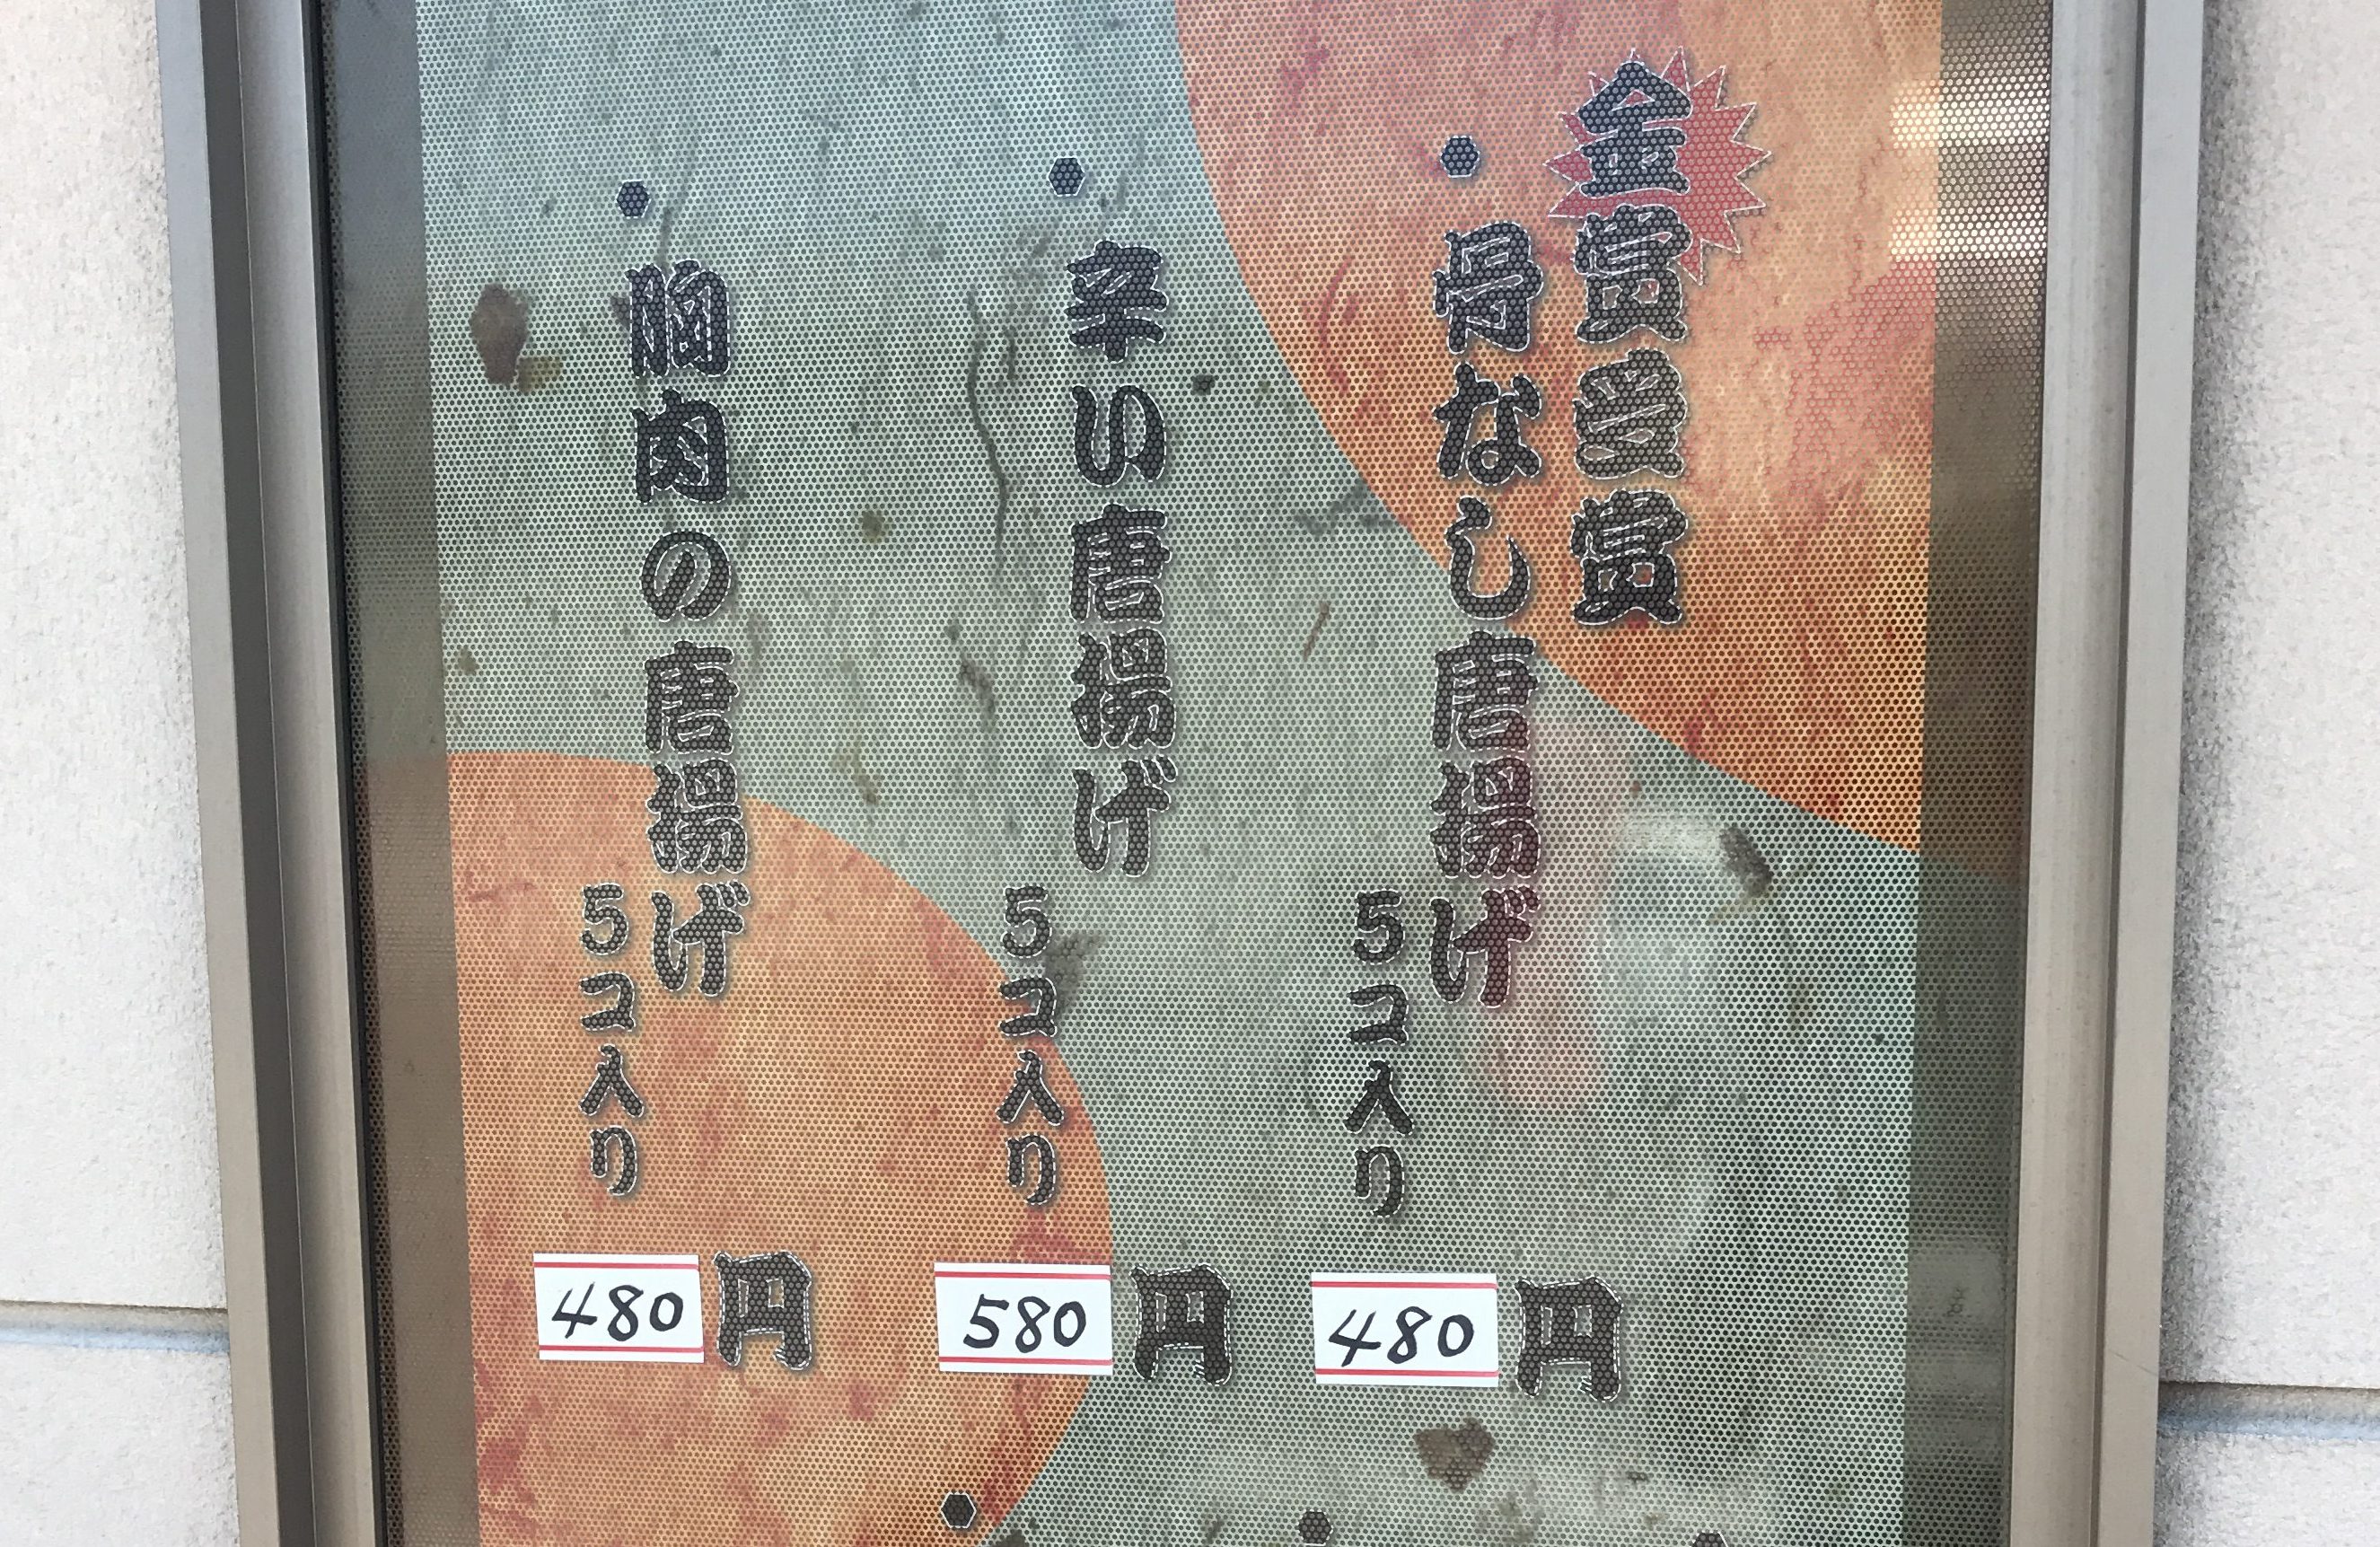 金賞受賞
・骨なし唐揚げ
5コ入り
480円
・辛い唐揚げ
5コ入り
580円
・胸肉の唐揚げ
5コ入り
480円